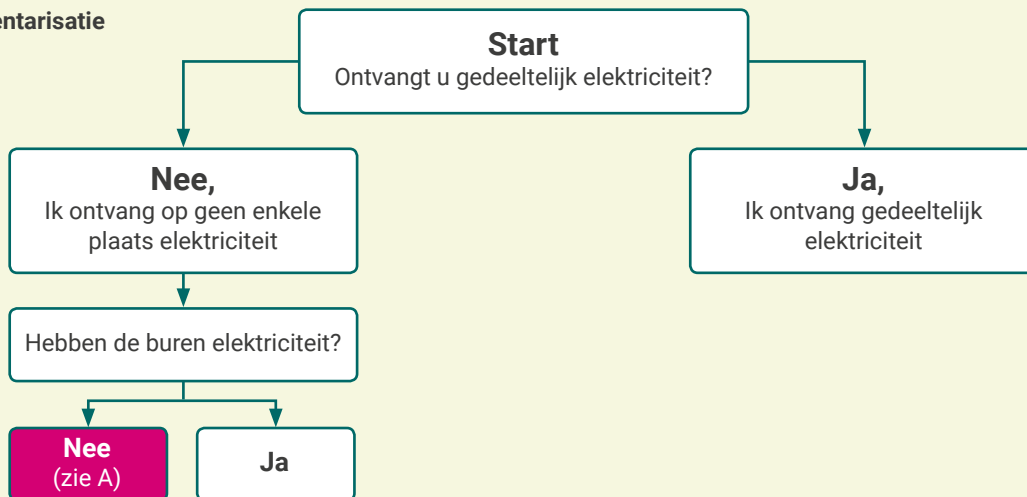 entarisatie
Start
Ontvangt u gedeeltelijk elektriciteit?
Nee,
Ik ontvang op geen enkele
plaats elektriciteit
Ja,
Ik ontvang gedeeltelijk
elektriciteit
Hebben de buren elektriciteit?
Nee
(zie A)
Ja